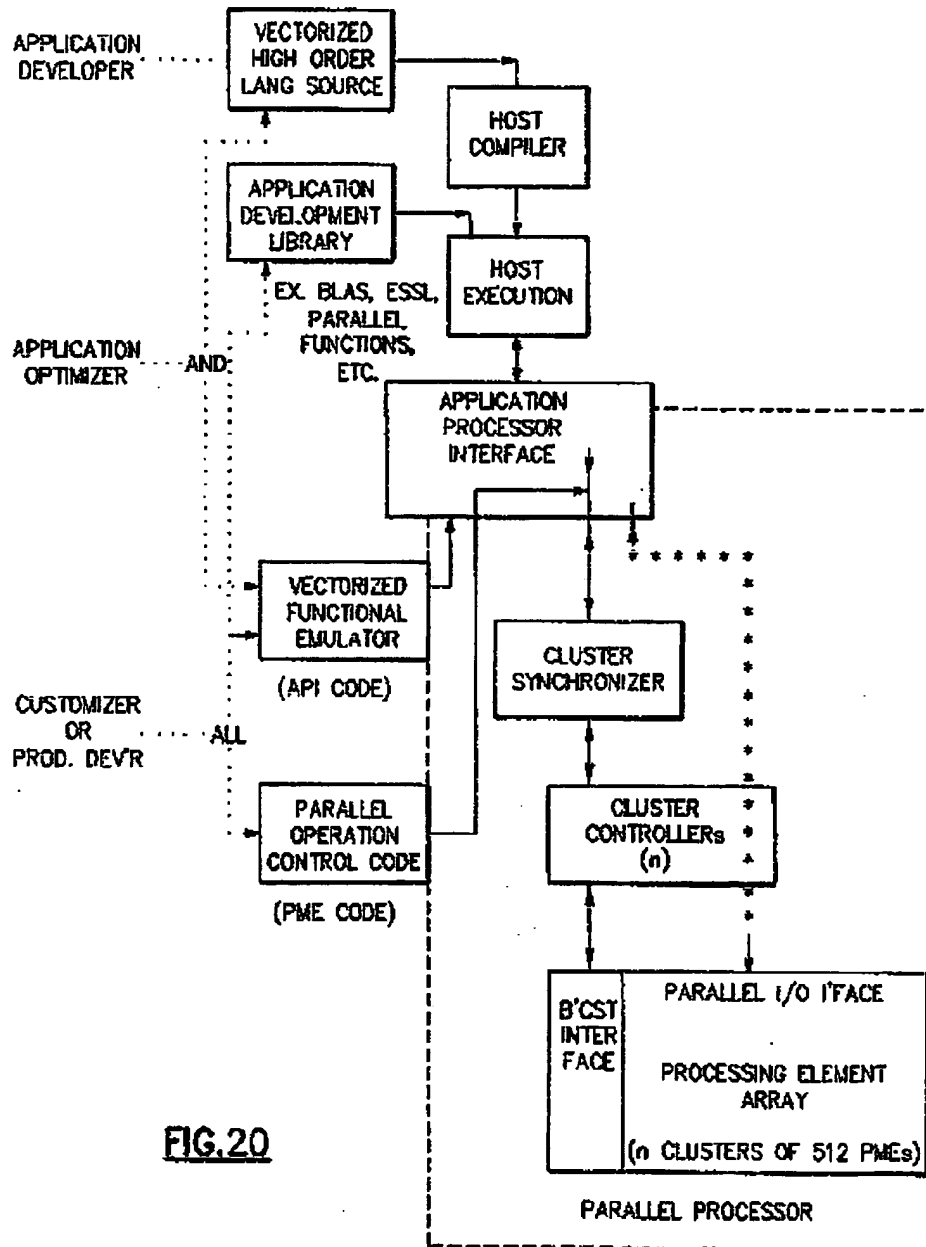 APPLICATION
DEVELOPER
VECTORIZED
HIGH ORDER
LANG SOURCE
HOST
COMPILER
APPLICATION
DEVELOPMENT
LIBRARY
HOST
EXECUTION
EX. BLAS, ESSL,
PARALLEL
FUNCTIONS,
ETC.
APPLICATION
OPTIMIZER
AND
APPLICATION
PROCESSOR
INTERFACE
VECTORIZED
FUNCTIONAL
EMULATOR
(API CODE)
CLUSTER
SYNCHRONIZER
CUSTOMIZER
OR
PROD. DEV'R
ALL
PARALLEL
OPERATION
CONTROL CODE
(PME CODE)
CLUSTER
CONTROLLERs
(n)
B'CST
INTER
FACE
PARALLEL I/O I'FACE
PROCESSING ELEMENT
ARRAY
(n CLUSTERS OF 512 PMEs)
FIG.20
PARALLEL PROCESSOR